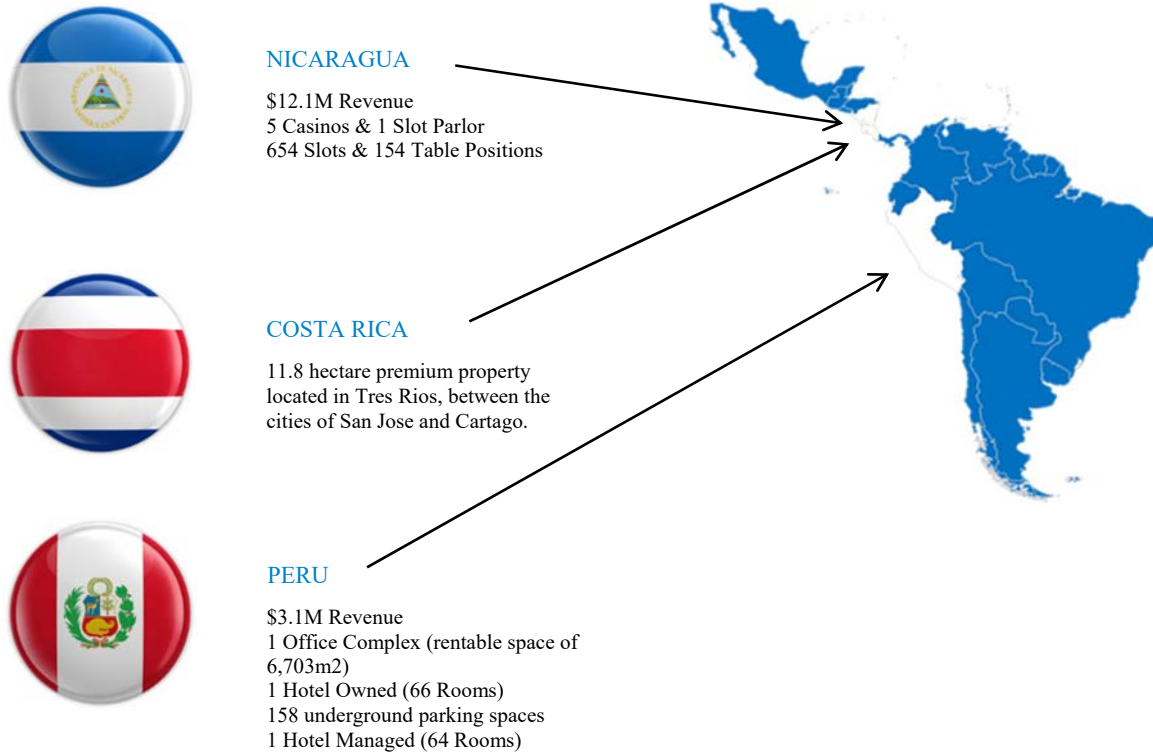 NICARAGUA
$12.1M Revenue
5 Casinos & 1 Slot Parlor
654 Slots & 154 Table Positions
COSTA RICA
11.8 hectare premium property
located in Tres Rios, between the
cities of San Jose and Cartago.
PERU
$3.1M Revenue
1 Office Complex (rentable space of
6,703m2)
1 Hotel Owned (66 Rooms)
158 underground parking spaces
1 Hotel Managed (64 Rooms)